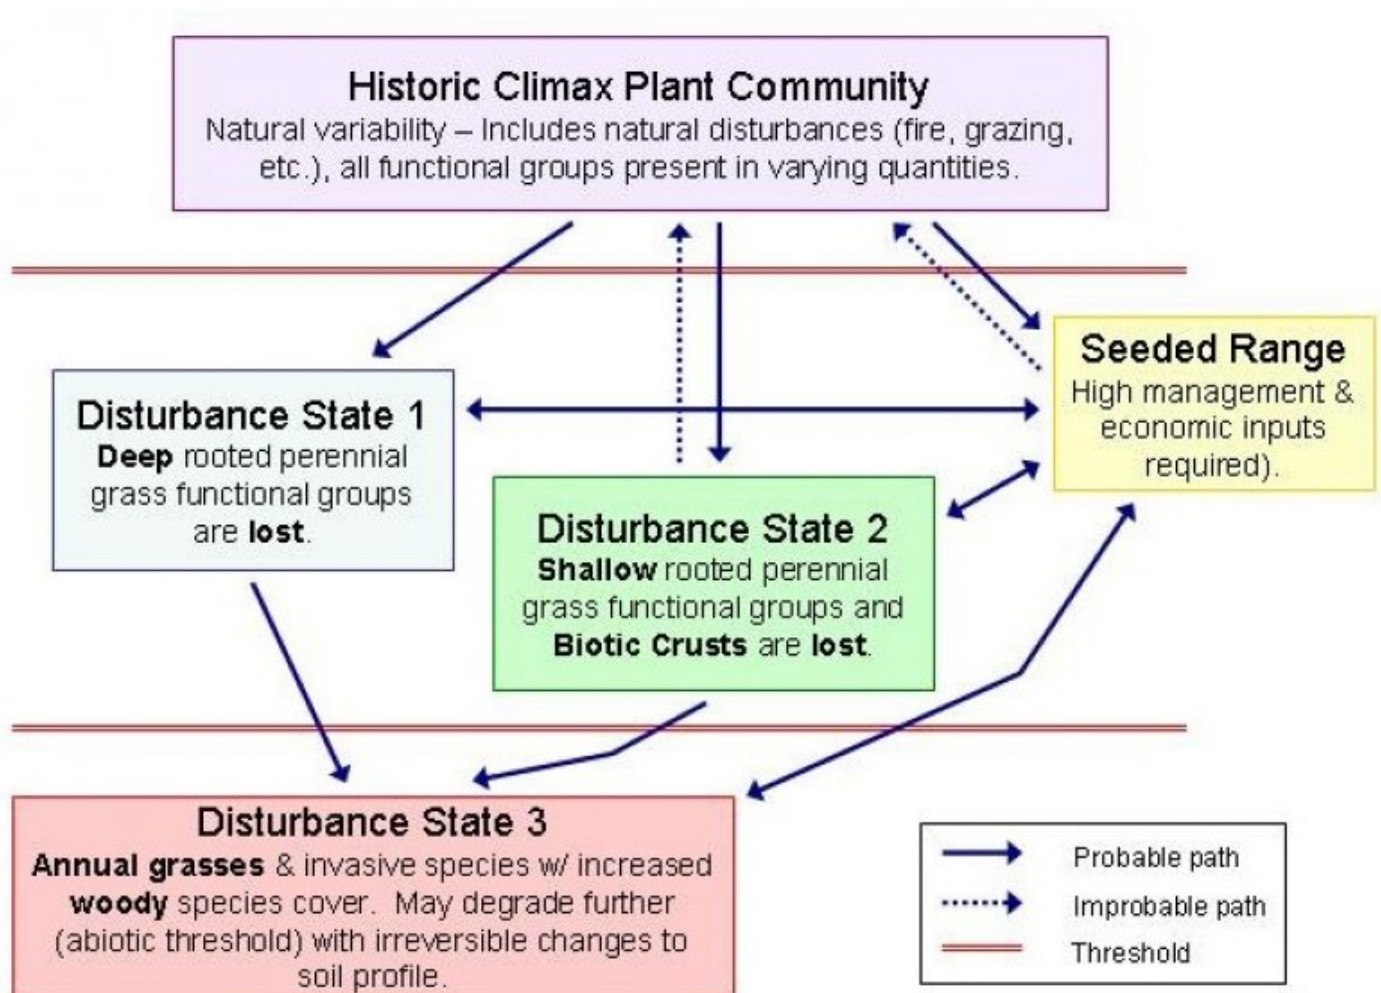 Historic Climax Plant Community
Natural variability – Includes natural disturbances (fire, grazing,
etc.), all functional groups present in varying quantities.
Seeded Range
High management &
economic inputs
required).
Disturbance State 1
Deep rooted perennial
grass functional groups
are lost.
Disturbance State 2
Shallow rooted perennial
grass functional groups and
Biotic Crusts are lost.
Disturbance State 3
Annual grasses & invasive species w/ increased
woody species cover. May degrade further
(abiotic threshold) with irreversible changes to
soil profile.
Probable path
Improbable path
Threshold